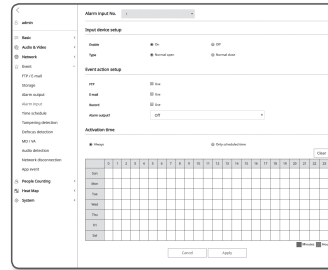 admin
Basic
Audio & Video
Network
Event
FTP / E-mail
Storage
Alarm output
Alarm input
Time schedule
Tampering detection
Defocus detection
MD / VA
Audio detection
Network disconnection
App event
People Counting
Heat Map
System
Alarm Input No.
Input device setup
Enable On Off
Type Normal open Normal close
Event action setup
FTP Use
E-mail Use
Record Use
Alarm output1 Off
Activation time
Always Only scheduled time
Clear
0 1 2 3 4 5 6 7 8 9 10 11 12 13 14 15 16 17 18 19 20 21 22 23
Sun
Mon
Tue
Wed
Thu
Fri
Sat
Minutes
Cancel Apply